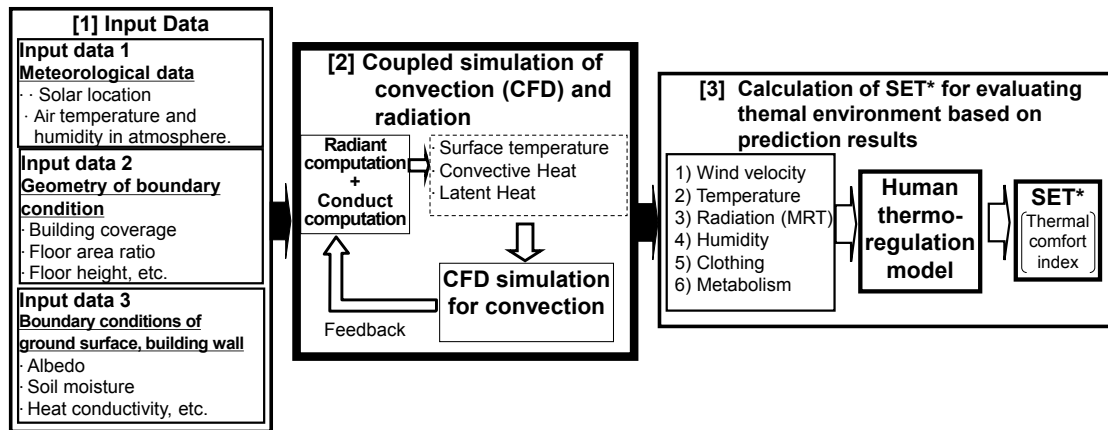 [1] Input Data
Input data 1
Meteorological data
· · Solar location
· Air temperature and
humidity in atmosphere.
Input data 2
Geometry of boundary
condition
· Building coverage
· Floor area ratio
· Floor height, etc.
Input data 3
Boundary conditions of
ground surface, building wall
· Albedo
· Soil moisture
· Heat conductivity, etc.
[2] Coupled simulation of
convection (CFD) and
radiation
Radiant
computation
+
Conduct
computation
· Surface temperature
· Convective Heat
· Latent Heat
CFD simulation
for convection
Feedback
[3] Calculation of SET* for evaluating
themal environment based on
prediction results
1) Wind velocity
2) Temperature
3) Radiation (MRT)
4) Humidity
5) Clothing
6) Metabolism
Human
thermo-
regulation
model
SET*
Thermal
comfort
index